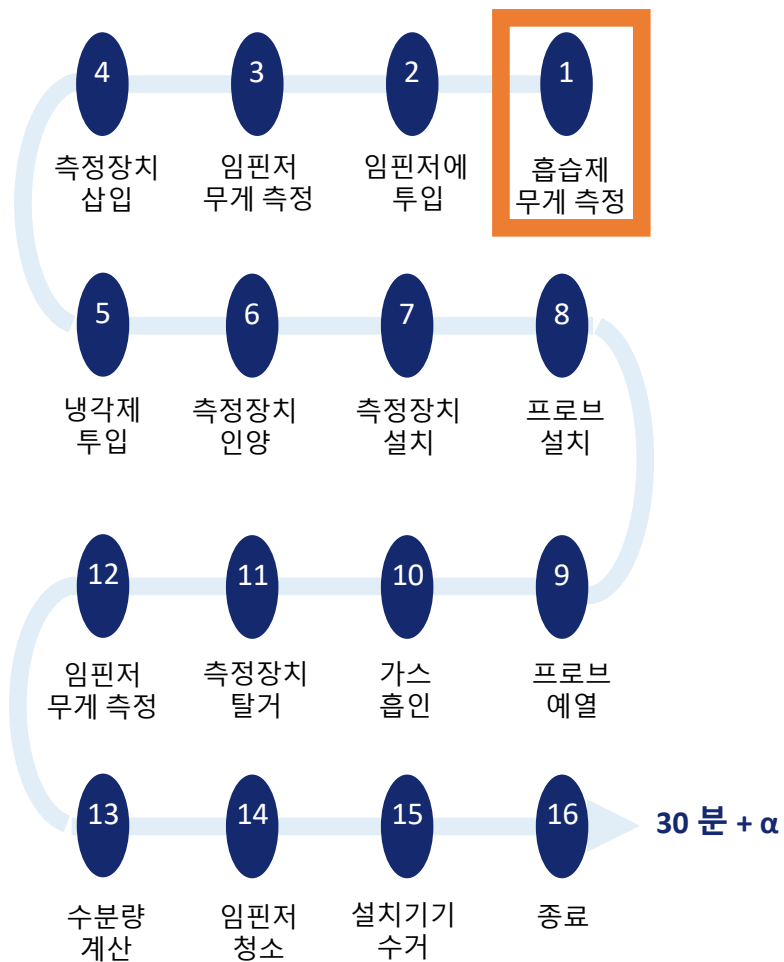 4
3
2
1
측정장치
삽입
임핀저
무게 측정
임핀저에
투입
흡습제
무게 측정
5
6
7
8
냉각제
투입
측정장치
인양
측정장치
설치
프로브
설치
12
11
10
9
임핀저
무게 측정
측정장치
탈거
가스
흡인
프로브
예열
13
14
15
16
30 분 + α
수분량
계산
임핀저
청소
설치기기
수거
종료